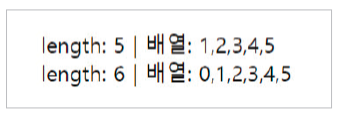 length: 5 | 배열: 1,2,3,4,5
length: 6 | 배열: 0,1,2,3,4,5